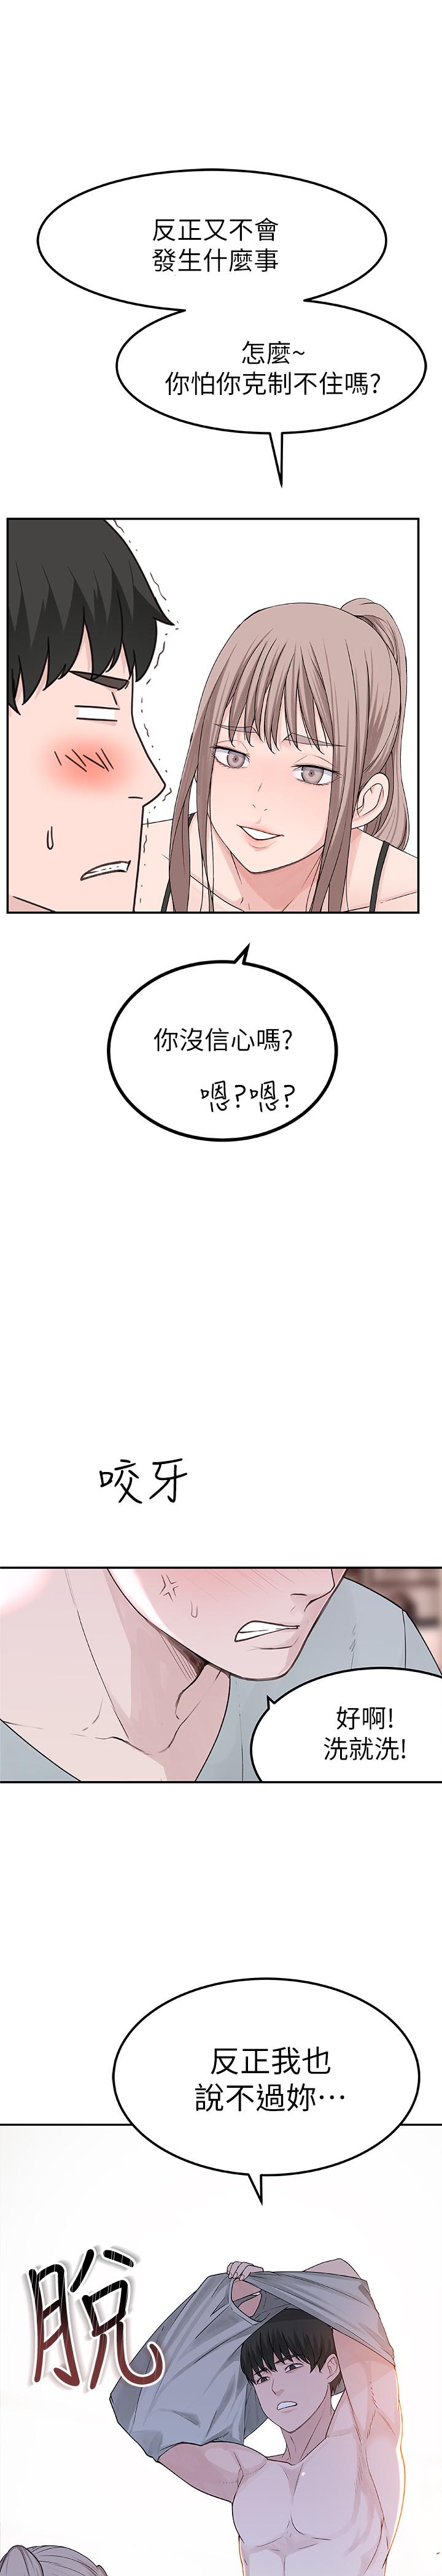 反正又不會
發生什麼事
怎麼~
你怕你克制不住嗎?
你沒信心嗎?
嗯?嗯?
咬牙
好啊!
洗就洗!
反正我也
說不過妳…
脫